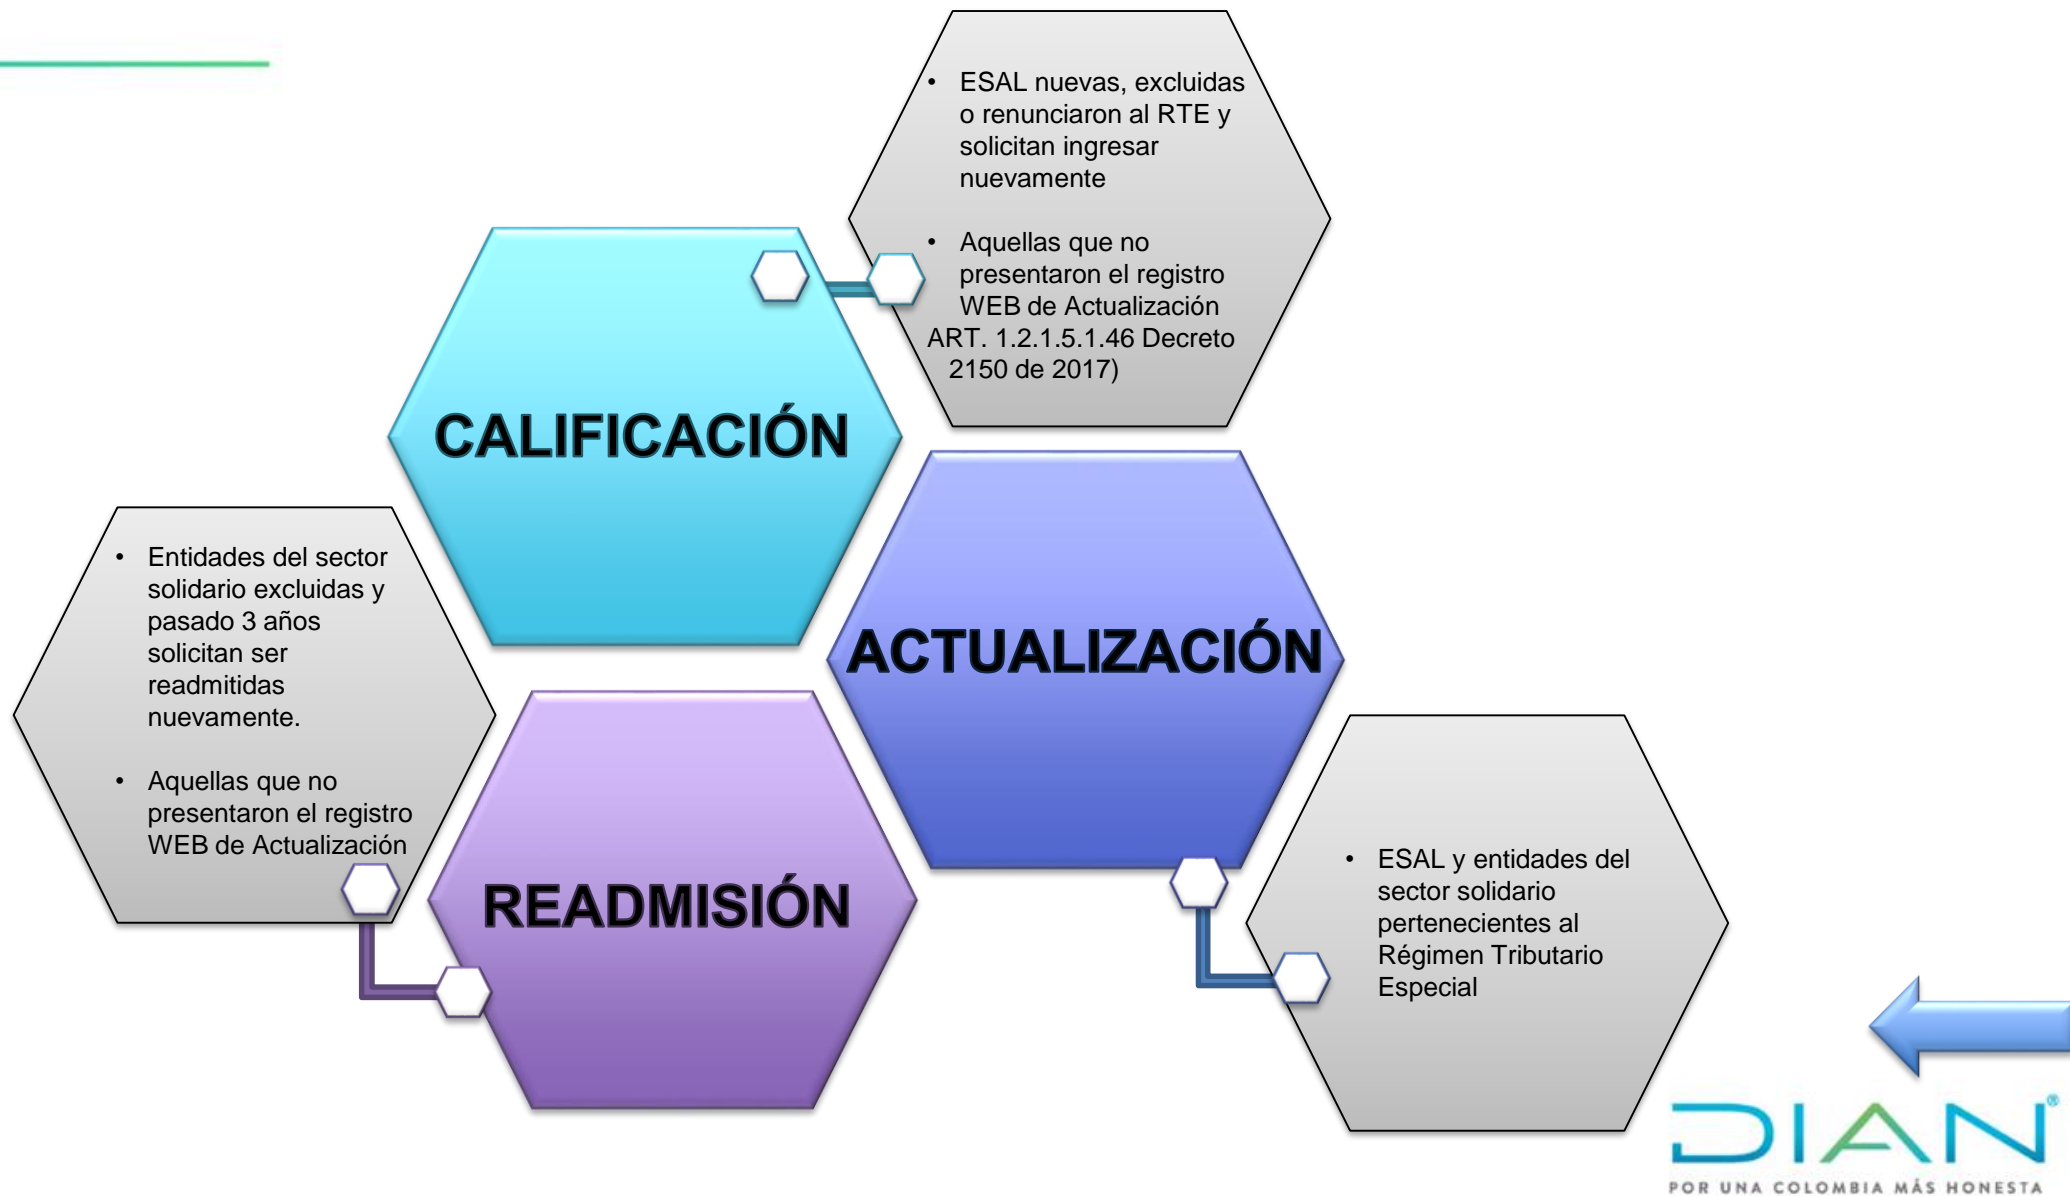 • ESAL nuevas, excluidas
o renunciaron al RTE y
solicitan ingresar
nuevamente
• Aquellas que no
presentaron el registro
WEB de Actualización
ART. 1.2.1.5.1.46 Decreto
2150 de 2017)
CALIFICACIÓN
• Entidades del sector
solidario excluidas y
pasado 3 años
solicitan ser
readmitidas
nuevamente.
• Aquellas que no
presentaron el registro
WEB de Actualización
ACTUALIZACIÓN
READMISIÓN
• ESAL y entidades del
sector solidario
pertenecientes al
Régimen Tributario
Especial
DIAN®
POR UNA COLOMBIA MÁS HONESTA